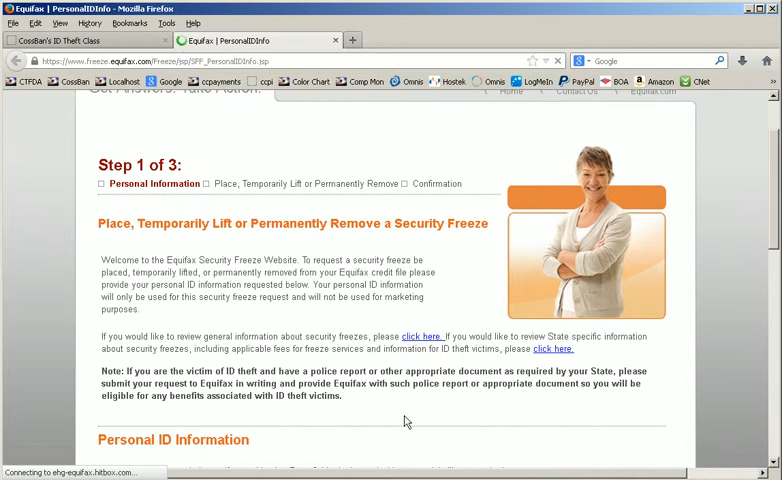 Equifax | PersonalIDInfo - Mozilla Firefox
File Edit View History Bookmarks Tools Help
CossBan's ID Theft Class
Equifax | PersonalIDInfo
https://www.freeze.equifax.com/Freeze/jsp/SFF_PersonalIDInfo.jsp
Google
CTFDA CossBan Localhost Google ccpayments ccpi Color Chart Comp Mon Omnis Hostek Omnis LogMeIn PayPal BOA Amazon CNet
Get Answers. Take Action.
Home Contact Us Equifax.com
Step 1 of 3:
Personal Information Place, Temporarily Lift or Permanently Remove Confirmation
Place, Temporarily Lift or Permanently Remove a Security Freeze
Welcome to the Equifax Security Freeze Website. To request a security freeze be
placed, temporarily lifted, or permanently removed from your Equifax credit file please
provide your personal ID information requested below. Your personal ID information
will only be used for this security freeze request and will not be used for marketing
purposes.
If you would like to review general information about security freezes, please click here. If you would like to review State specific information
about security freezes, including applicable fees for freeze services and information for ID theft victims, please click here.
Note: If you are the victim of ID theft and have a police report or other appropriate document as required by your State, please
submit your request to Equifax in writing and provide Equifax with such police report or appropriate document so you will be
eligible for any benefits associated with ID theft victims.
Personal ID Information
Connecting to ehg-equifax.hitbox.com...